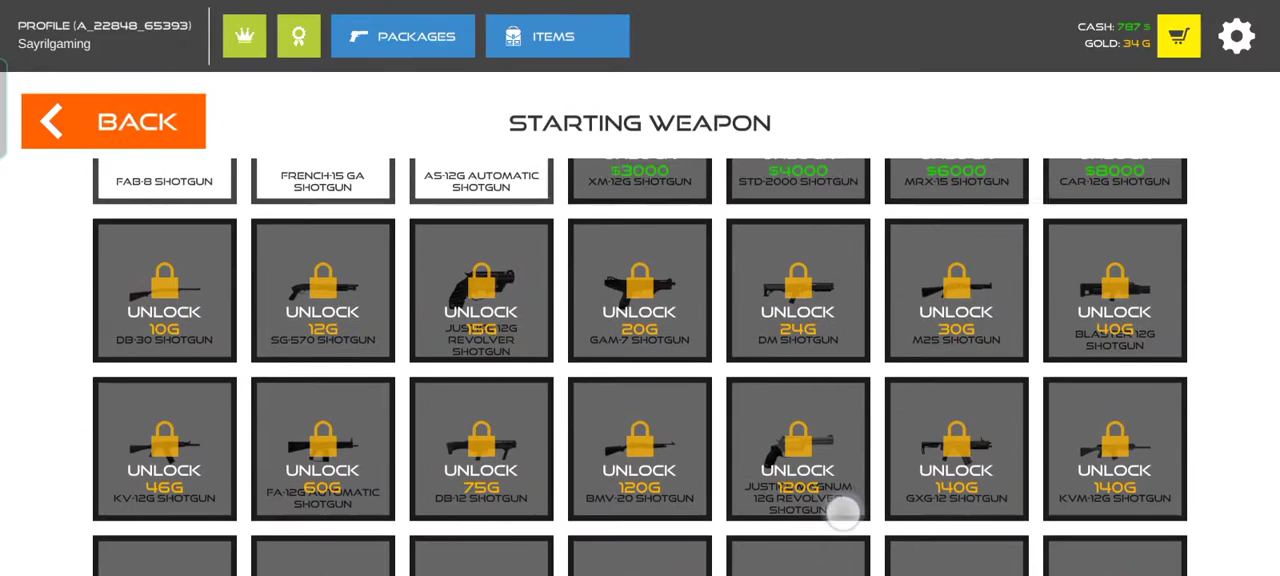 PROFILE (A_22848_65393)
Sayrilgaming
PACKAGES
ITEMS
CASH: 787 $
GOLD: 34 G
BACK
STARTING WEAPON
$3000
$4000
$6000
$8000
FAB-8 SHOTGUN
FRENCH-15 GA
SHOTGUN
AS-12G AUTOMATIC
SHOTGUN
XM-12G SHOTGUN
STD-2000 SHOTGUN
MRX-15 SHOTGUN
CAR-12G SHOTGUN
UNLOCK
10G
DB-30 SHOTGUN
UNLOCK
12G
SG-570 SHOTGUN
UNLOCK
15G
REVOLVER
SHOTGUN
UNLOCK
20G
GAM-7 SHOTGUN
UNLOCK
24G
DM SHOTGUN
UNLOCK
30G
M25 SHOTGUN
UNLOCK
40G
SHOTGUN
UNLOCK
46G
KV-12G SHOTGUN
UNLOCK
60G
FA-12G AUTOMATIC
SHOTGUN
UNLOCK
75G
DB-12 SHOTGUN
UNLOCK
120G
BMV-20 SHOTGUN
UNLOCK
120G
12G REVOLVER
SHOTGUN
UNLOCK
140G
GXG-12 SHOTGUN
UNLOCK
140G
KVM-12G SHOTGUN